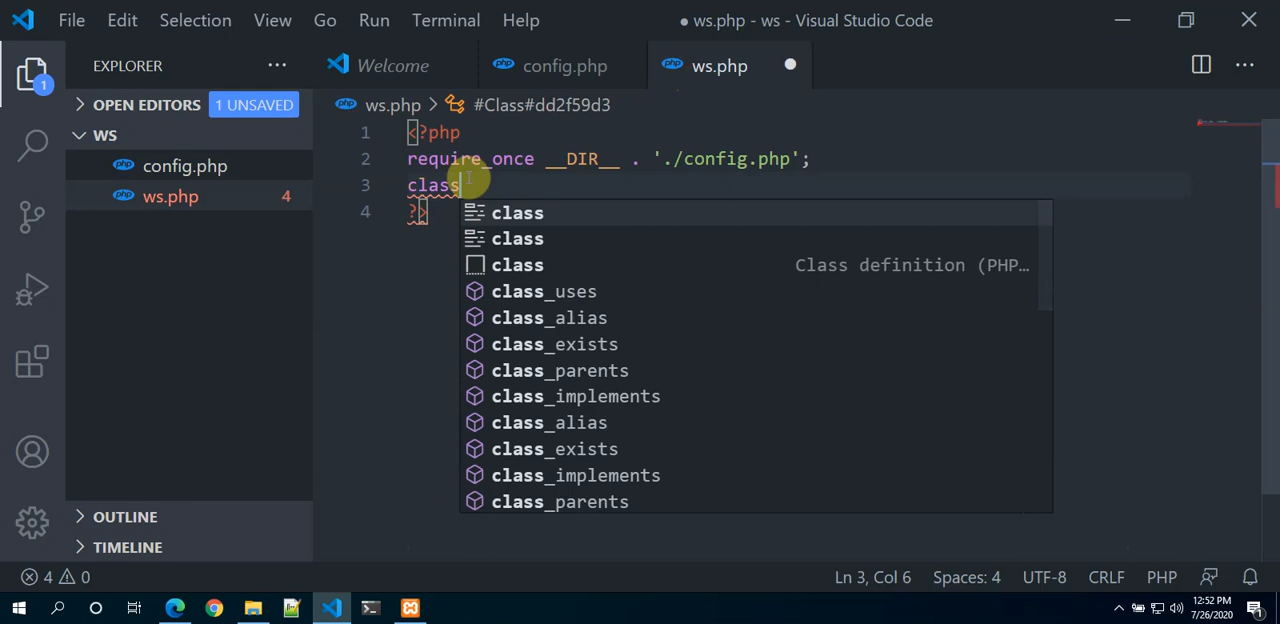 File Edit Selection View Go Run Terminal Help ● ws.php - ws - Visual Studio Code
EXPLORER ··· Welcome config.php ws.php ● ···
1
OPEN EDITORS 1 UNSAVED ws.php > #Class#dd2f59d3
WS
config.php
ws.php 4
1 <?php
2 require_once __DIR__ . './config.php';
3 class
4 ?>
class
class
class Class definition (PHP…
class_uses
class_alias
class_exists
class_parents
class_implements
class_alias
class_exists
class_implements
class_parents
OUTLINE
TIMELINE
4 0 Ln 3, Col 6 Spaces: 4 UTF-8 CRLF PHP
12:52 PM
7/26/2020
1